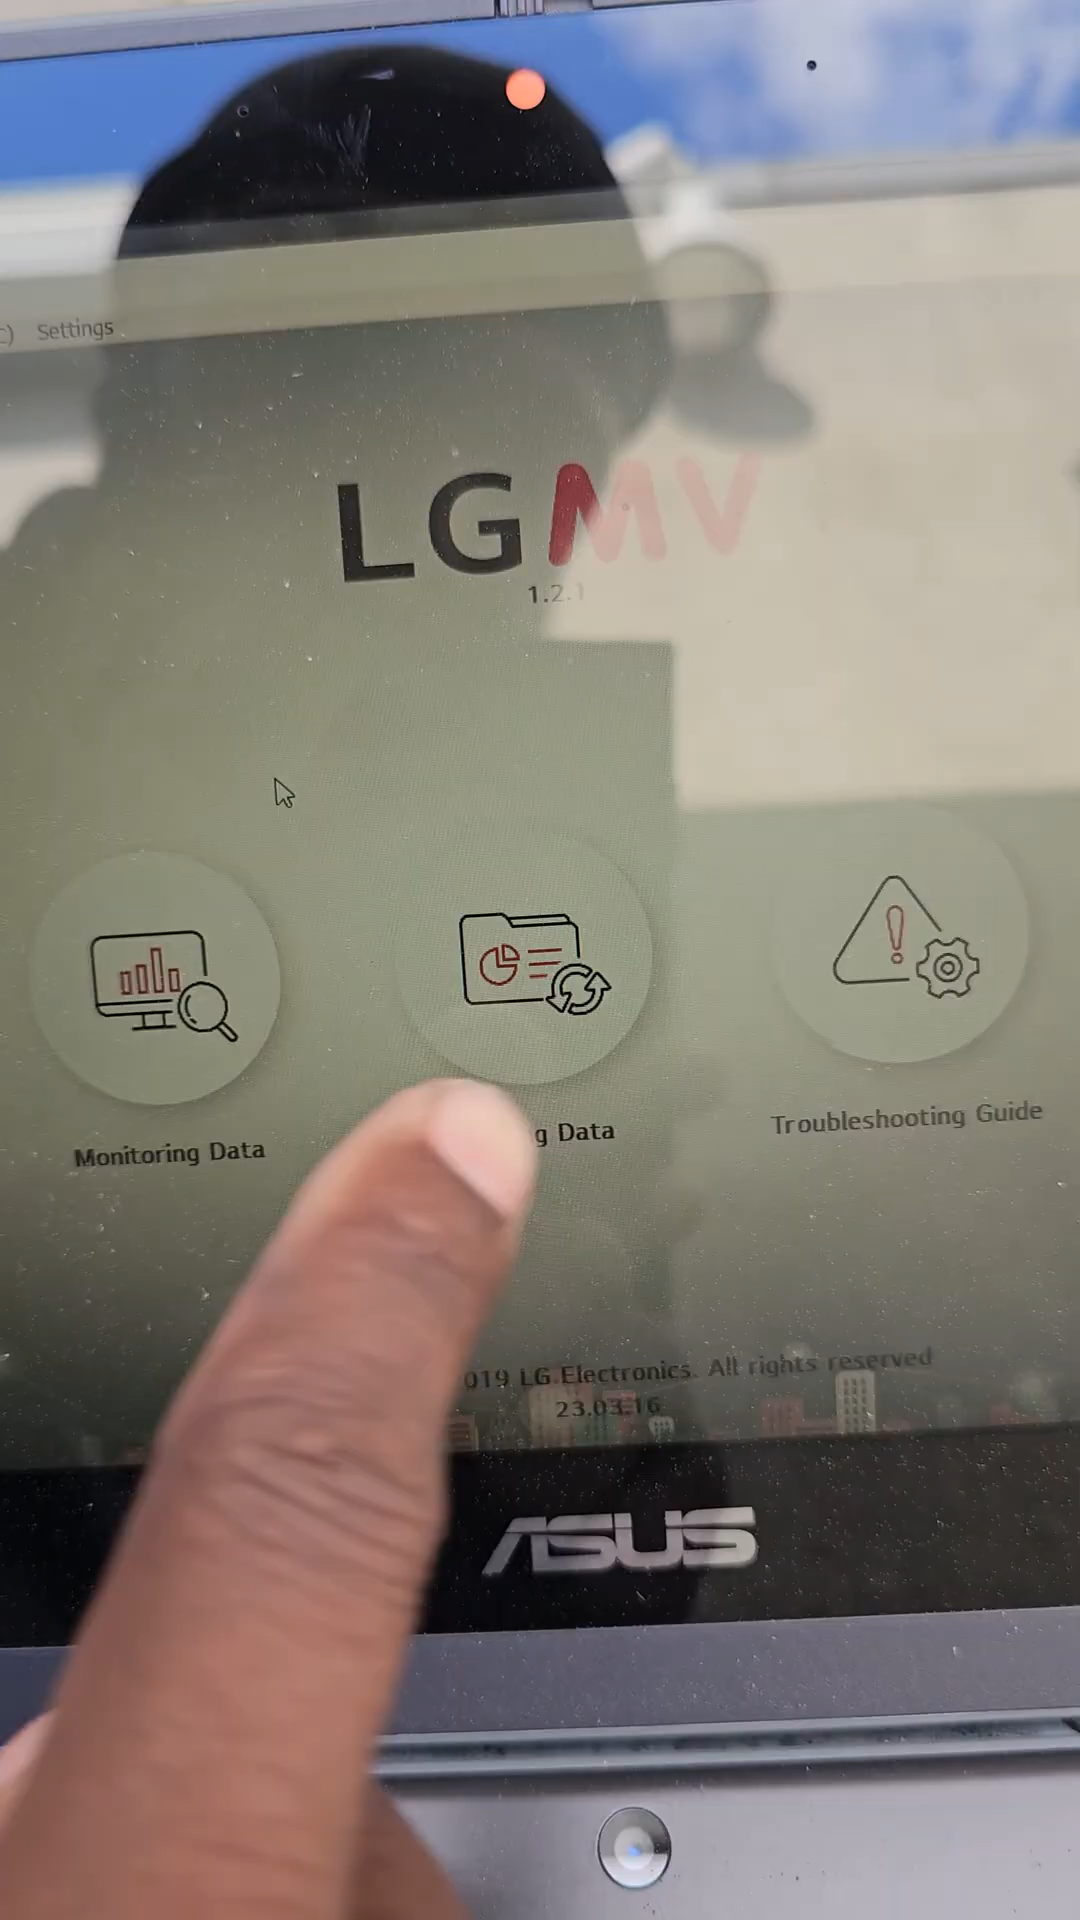 Settings
LGMV
1.2.1
Monitoring Data
g Data
Troubleshooting Guide
019 LG Electronics. All rights reserved
23.03.16
ASUS